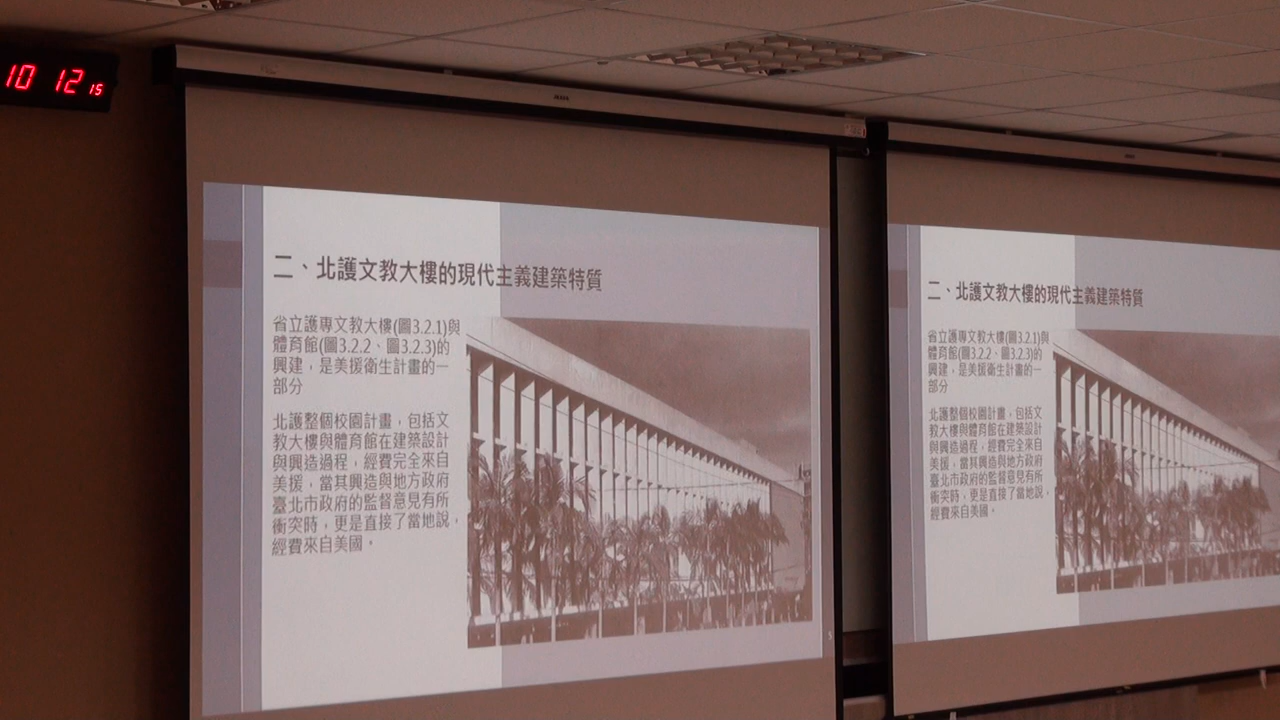 10 12 15
二、北護文教大樓的現代主義建築特質
省立護專文教大樓(圖3.2.1)與
體育館(圖3.2.2、圖3.2.3)的
興建，是美援衛生計畫的一
部分
北護整個校園計畫，包括文
教大樓與體育館在建築設計
與興造過程，經費完全來自
美援，當其興造與地方政府
臺北市政府的監督意見有所
衝突時，更是直接了當地說，
經費來自美國。
二、北護文教大樓的現代主義建築特質
省立護專文教大樓(圖3.2.1)與
體育館(圖3.2.2、圖3.2.3)的
興建，是美援衛生計畫的一
部分
北護整個校園計畫，包括文
教大樓與體育館在建築設計
與興造過程，經費完全來自
美援，當其興造與地方政府
臺北市政府的監督意見有所
衝突時，更是直接了當地說，
經費來自美國。